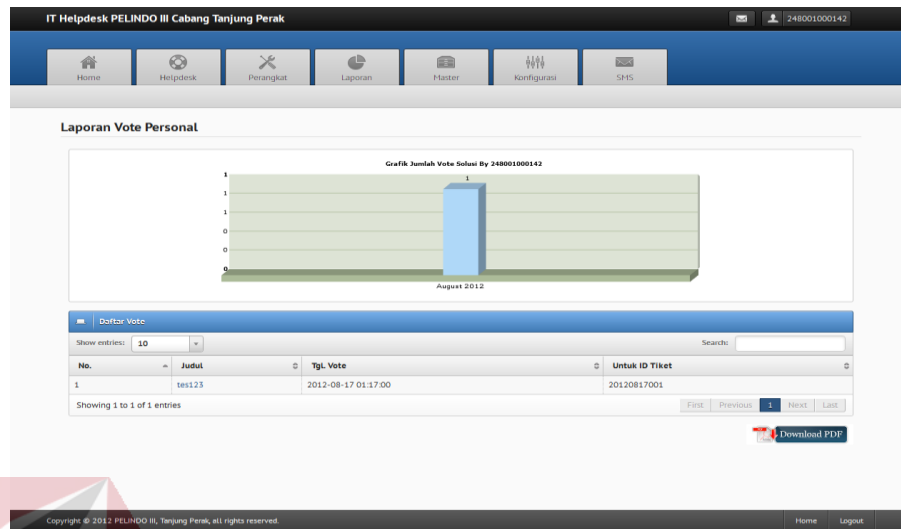 IT Helpdesk PELINDO III Cabang Tanjung Perak
248001000142
Home Helpdesk Perangkat Laporan Master Konfigurasi SMS
Laporan Vote Personal
Grafik Jumlah Vote Solusi By 248001000142
1
1
1
1
0
0
0
August 2012
Daftar Vote
Show entries: 10 Search:
No. Judul Tgl. Vote Untuk ID Tiket
1 tes123 2012-08-17 01:17:00 20120817001
Showing 1 to 1 of 1 entries First Previous 1 Next Last
Download PDF
Copyright © 2012 PELINDO III, Tanjung Perak, all rights reserved. Home Logout